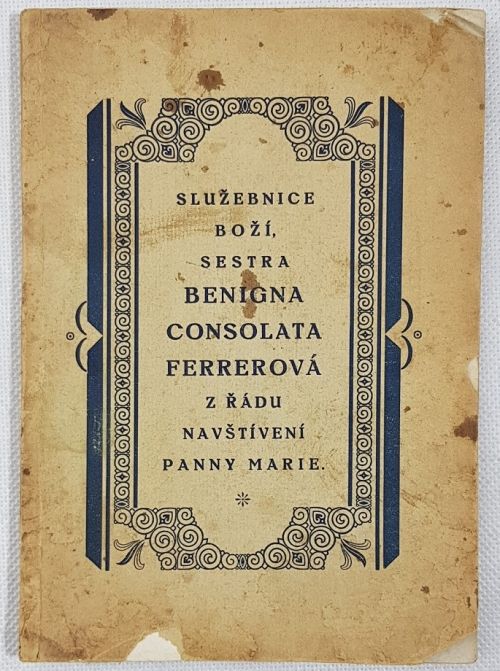 SLUŽEBNICE
BOŽÍ,
SESTRA
BENIGNA
CONSOLATA
FERREROVÁ
Z ŘÁDU
NAVŠTÍVENÍ
PANNY MARIE.